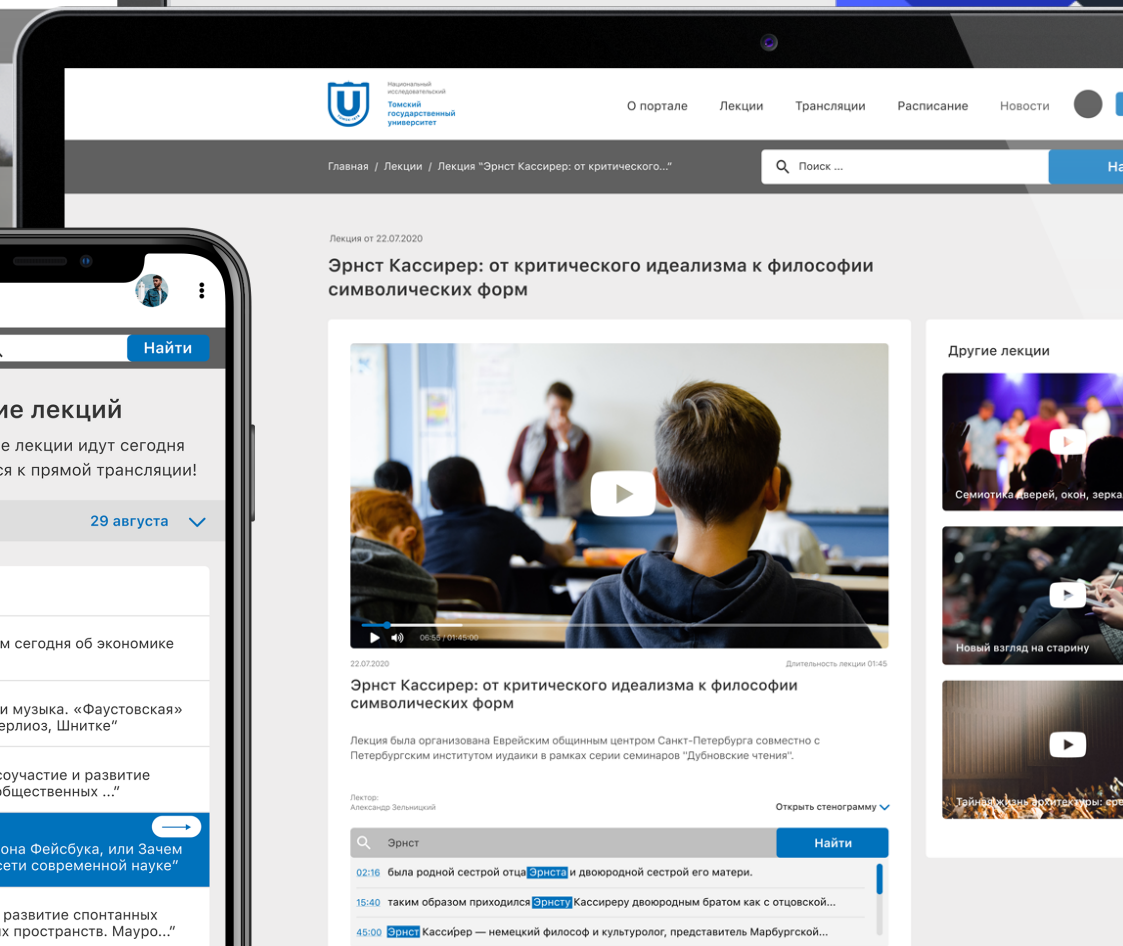 Национальный
исследовательский
Томский
государственный
университет
О портале
Лекции
Трансляции
Расписание
Новости
Главная / Лекции / Лекция "Эрнст Кассирер: от критического..."
Поиск ...
На
Лекция от 22.07.2020
Эрнст Кассирер: от критического идеализма к философии
символических форм
06:55 / 01:45:00
22.07.2020
Длительность лекции 01:45
Эрнст Кассирер: от критического идеализма к философии
символических форм
Лекция была организована Еврейским общинным центром Санкт-Петербурга совместно с
Петербургским институтом иудаики в рамках серии семинаров "Дубновские чтения".
Лектор:
Александр Зельницкий
Открыть стенограмму
Эрнст
Найти
02:16 была родной сестрой отца Эрнста и двоюродной сестрой его матери.
15:40 таким образом приходился Эрнсту Кассиреру двоюродным братом как с отцовской...
45:00 Эрнст Касси́рер — немецкий философ и культуролог, представитель Марбургской...
Другие лекции
Семиотика дверей, окон, зерка
Новый взгляд на старину
Тайная жизнь архитектуры: сре
Найти
ие лекций
е лекции идут сегодня
ся к прямой трансляции!
29 августа
м сегодня об экономике
и музыка. «Фаустовская»
ерлиоз, Шнитке“
соучастие и развитие
общественных ...“
она Фейсбука, или Зачем
сети современной науке“
развитие спонтанных
х пространств. Мауро...“